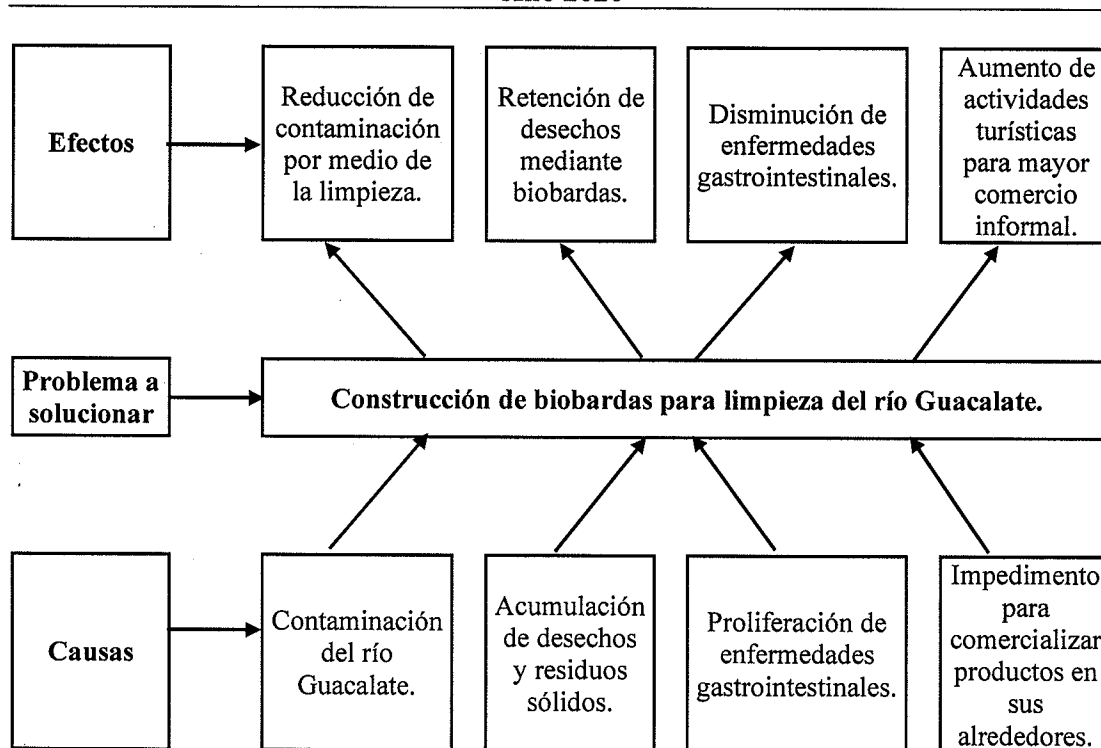 Efectos
Reducción de
contaminación
por medio de
la limpieza.
Retención de
desechos
mediante
biobardas.
Disminución de
enfermedades
gastrointestinales.
Aumento de
actividades
turísticas
para mayor
comercio
informal.
Problema a
solucionar
Construcción de biobardas para limpieza del río Guacalate.
Causas
Contaminación
del río
Guacalate.
Acumulación
de desechos
y residuos
sólidos.
Proliferación de
enfermedades
gastrointestinales.
Impedimento
para
comercializar
productos en
sus
alrededores.